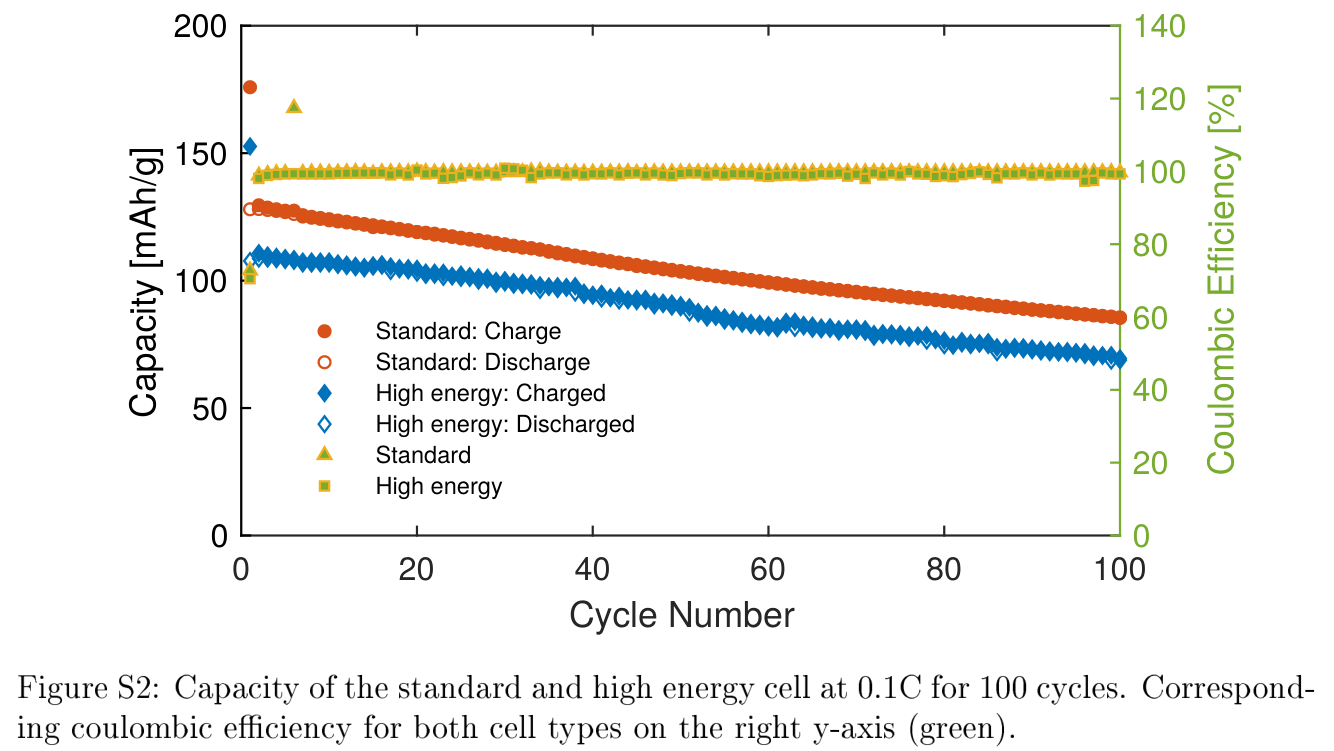 200
150
100
50
0
Capacity [mAh/g]
140
120
100
80
60
40
20
0
Coulombic Efficiency [%]
Standard: Charge
Standard: Discharge
High energy: Charged
High energy: Discharged
Standard
High energy
0 20 40 60 80 100
Cycle Number
Figure S2: Capacity of the standard and high energy cell at 0.1C for 100 cycles. Correspond-
ing coulombic efficiency for both cell types on the right y-axis (green).